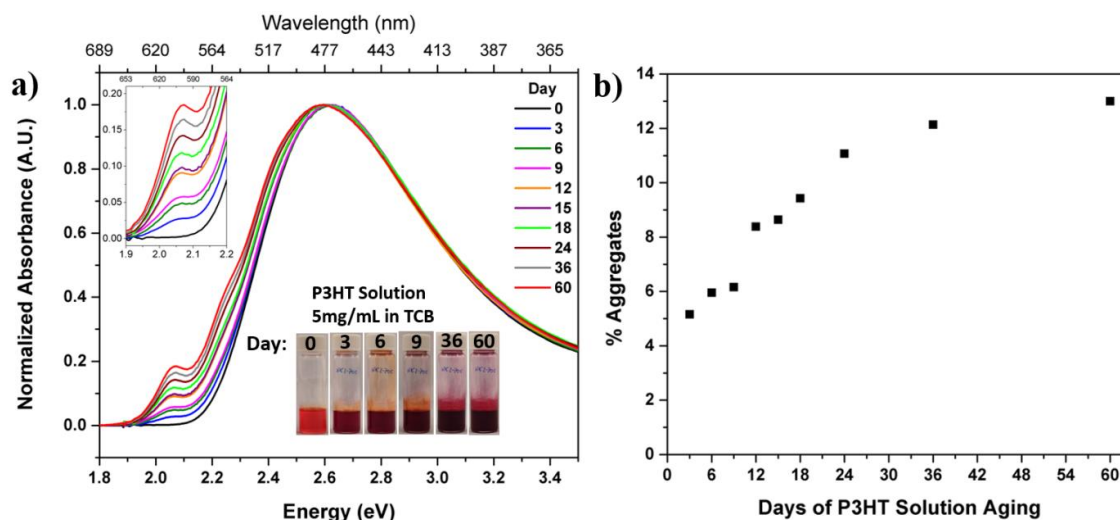 Wavelength (nm)
689 620 564 517 477 443 413 387 365
a)
Normalized Absorbance (A.U.)
1.0
0.8
0.6
0.4
0.2
0.0
653 620 590 564
0.20
0.15
0.10
0.05
0.00
1.9 2.0 2.1 2.2
Day
0
3
6
9
12
15
18
24
36
60
P3HT Solution
5mg/mL in TCB
Day: 0 3 6 9 36 60
1.8 2.0 2.2 2.4 2.6 2.8 3.0 3.2 3.4
Energy (eV)
b)
% Aggregates
14
12
10
8
6
4
2
0
0 6 12 18 24 30 36 42 48 54 60
Days of P3HT Solution Aging